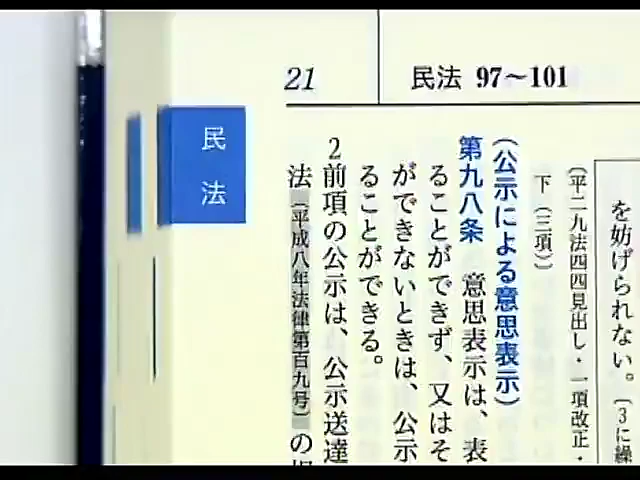 21
民法 97〜101
民法
を妨げられない。〔3に繰
（平二九法四四見出し・一項改正・
下（三項））
（公示による意思表示）
第九八条 意思表示は、表
ることができず、又はそ
ができないときは、公示
ることができる。
2 前項の公示は、公示送達
法（平成八年法律第百九号）の規